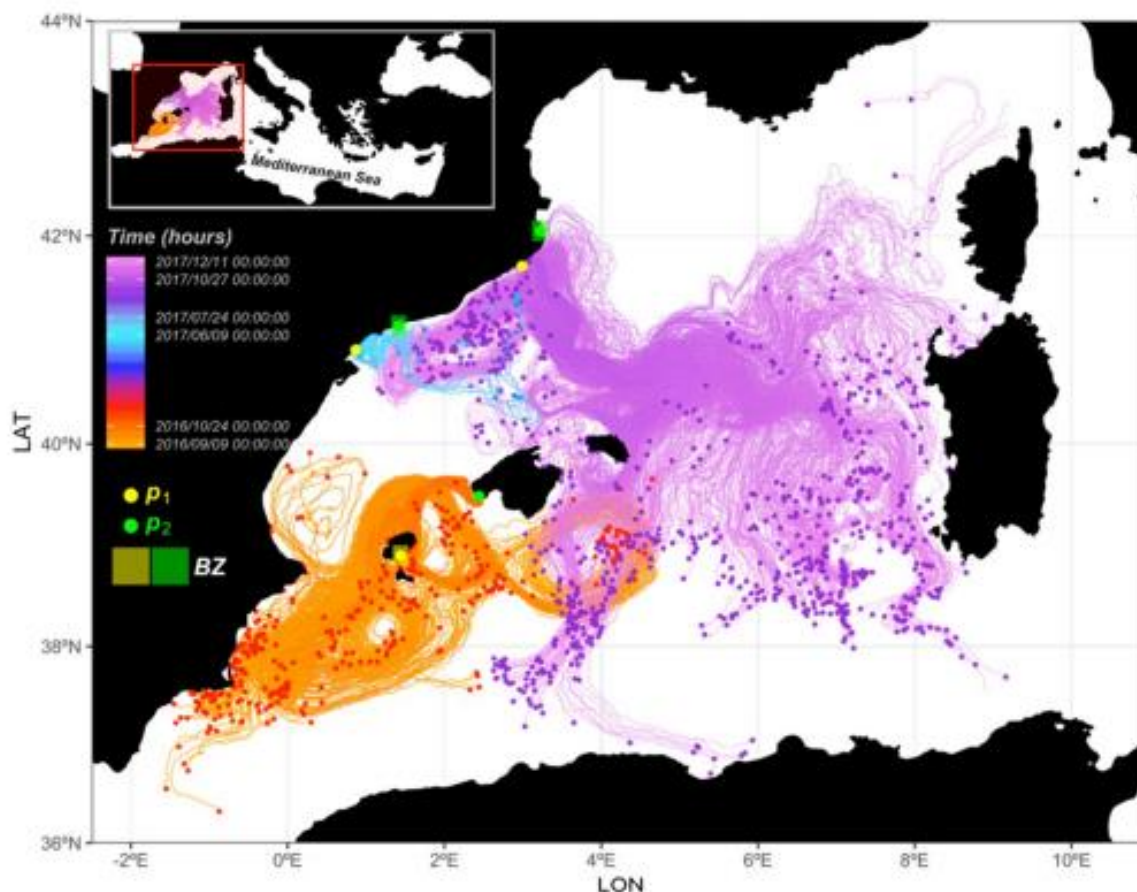 44°N
Mediterranean Sea
42°N
Time (hours)
2017/12/11 00:00:00
2017/10/27 00:00:00
2017/07/24 00:00:00
2017/06/09 00:00:00
2016/10/24 00:00:00
2016/09/09 00:00:00
LAT
40°N
p1
p2
BZ
38°N
36°N
-2°E
0°E
2°E
4°E
6°E
8°E
10°E
LON